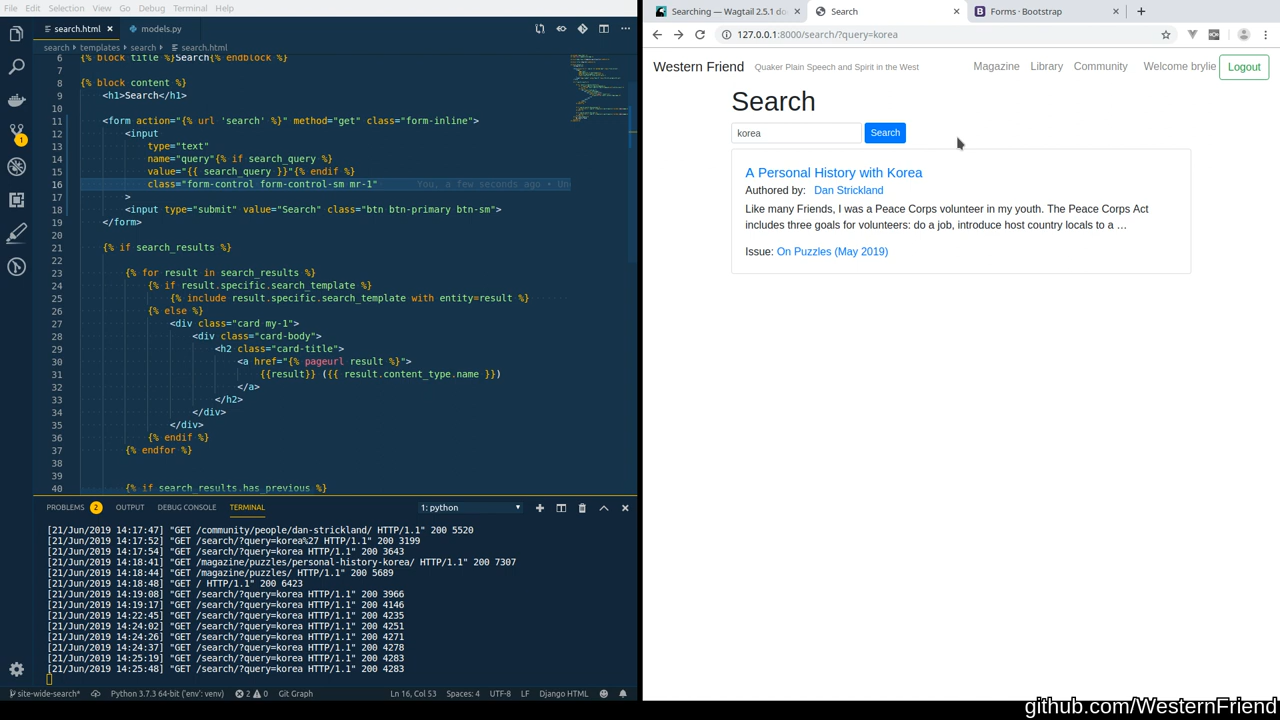 File Edit Selection View Go Debug Terminal Help
search.html × models.py
search › templates › search › search.html
6 {% block title %}Search{% endblock %}
7
8 {% block content %}
9 <h1>Search</h1>
10
11 <form action="{% url 'search' %}" method="get" class="form-inline">
12 <input
13 type="text"
14 name="query"{% if search_query %}
15 value="{{ search_query }}"{% endif %}
16 class="form-control form-control-sm mr-1" You, a few seconds ago • Un
17 >
18 <input type="submit" value="Search" class="btn btn-primary btn-sm">
19 </form>
20
21 {% if search_results %}
22
23 {% for result in search_results %}
24 {% if result.specific.search_template %}
25 {% include result.specific.search_template with entity=result %}
26 {% else %}
27 <div class="card my-1">
28 <div class="card-body">
29 <h2 class="card-title">
30 <a href="{% pageurl result %}">
31 {{result}} ({{ result.content_type.name }})
32 </a>
33 </h2>
34 </div>
35 </div>
36 {% endif %}
37 {% endfor %}
38
39
40 {% if search_results.has_previous %}
PROBLEMS 2 OUTPUT DEBUG CONSOLE TERMINAL 1: python
[21/Jun/2019 14:17:47] "GET /community/people/dan-strickland/ HTTP/1.1" 200 5520
[21/Jun/2019 14:17:52] "GET /search/?query=korea%27 HTTP/1.1" 200 3199
[21/Jun/2019 14:17:54] "GET /search/?query=korea HTTP/1.1" 200 3643
[21/Jun/2019 14:18:41] "GET /magazine/puzzles/personal-history-korea/ HTTP/1.1" 200 7307
[21/Jun/2019 14:18:44] "GET /magazine/puzzles/ HTTP/1.1" 200 5689
[21/Jun/2019 14:18:48] "GET / HTTP/1.1" 200 6423
[21/Jun/2019 14:19:08] "GET /search/?query=korea HTTP/1.1" 200 3966
[21/Jun/2019 14:19:17] "GET /search/?query=korea HTTP/1.1" 200 4146
[21/Jun/2019 14:22:45] "GET /search/?query=korea HTTP/1.1" 200 4235
[21/Jun/2019 14:24:02] "GET /search/?query=korea HTTP/1.1" 200 4251
[21/Jun/2019 14:24:26] "GET /search/?query=korea HTTP/1.1" 200 4271
[21/Jun/2019 14:24:37] "GET /search/?query=korea HTTP/1.1" 200 4278
[21/Jun/2019 14:25:19] "GET /search/?query=korea HTTP/1.1" 200 4283
[21/Jun/2019 14:25:48] "GET /search/?query=korea HTTP/1.1" 200 4283
site-wide-search* Python 3.7.3 64-bit ('env': venv) 2 0 Git Graph Ln 16, Col 53 Spaces: 4 UTF-8 LF Django HTML
Searching — Wagtail 2.5.1 do × Search × Forms · Bootstrap ×
127.0.0.1:8000/search/?query=korea
Western Friend Quaker Plain Speech and Spirit in the West Magazine Library Community Welcome brylie Logout
Search
korea Search
A Personal History with Korea
Authored by: Dan Strickland
Like many Friends, I was a Peace Corps volunteer in my youth. The Peace Corps Act
includes three goals for volunteers: do a job, introduce host country locals to a …
Issue: On Puzzles (May 2019)
github.com/WesternFriend